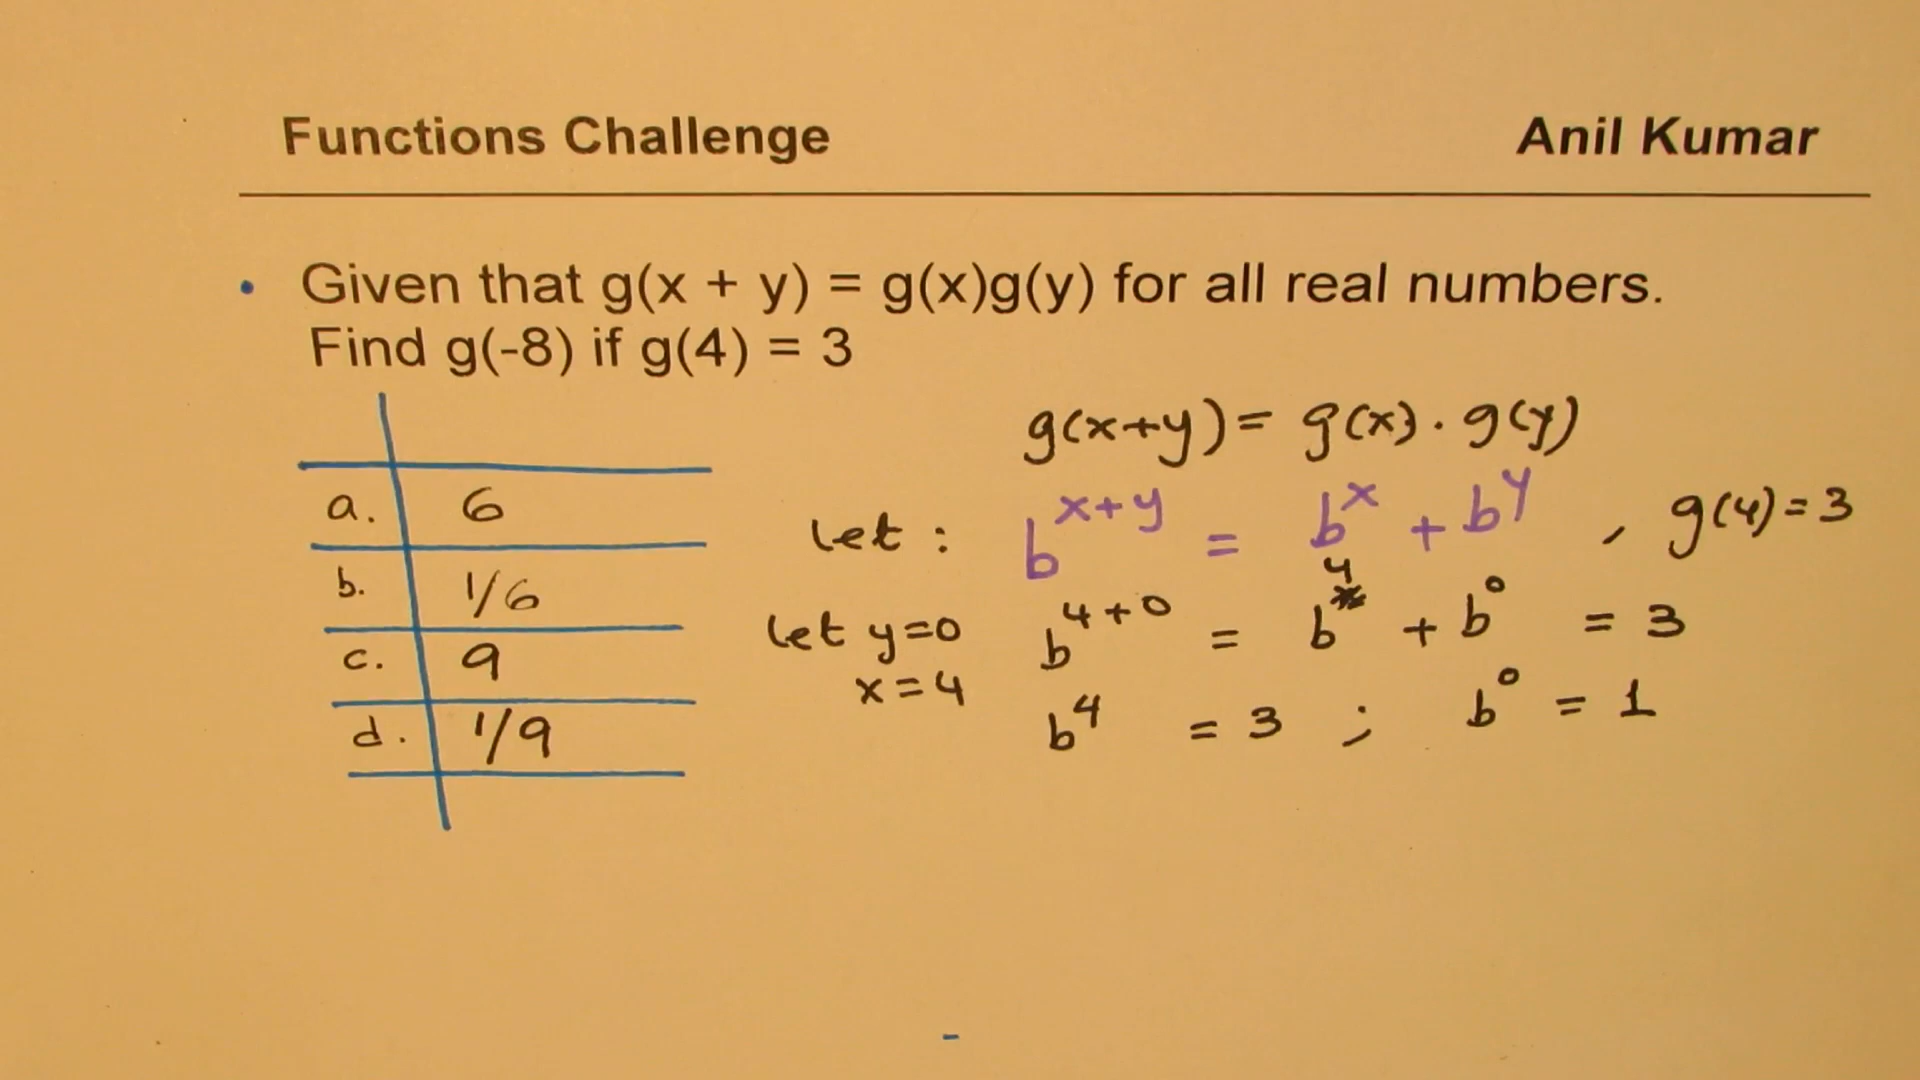 Functions Challenge Anil Kumar
• Given that g(x + y) = g(x)g(y) for all real numbers.
Find g(-8) if g(4) = 3
a. 6
b. 1/6
c. 9
d. 1/9
g(x+y) = g(x) · g(y)
Let : b^(x+y) = b^x + b^y , g(4) = 3
Let y=0 b^(4+0) = b^4 + b^0 = 3
x = 4
b^4 = 3 ; b^0 = 1